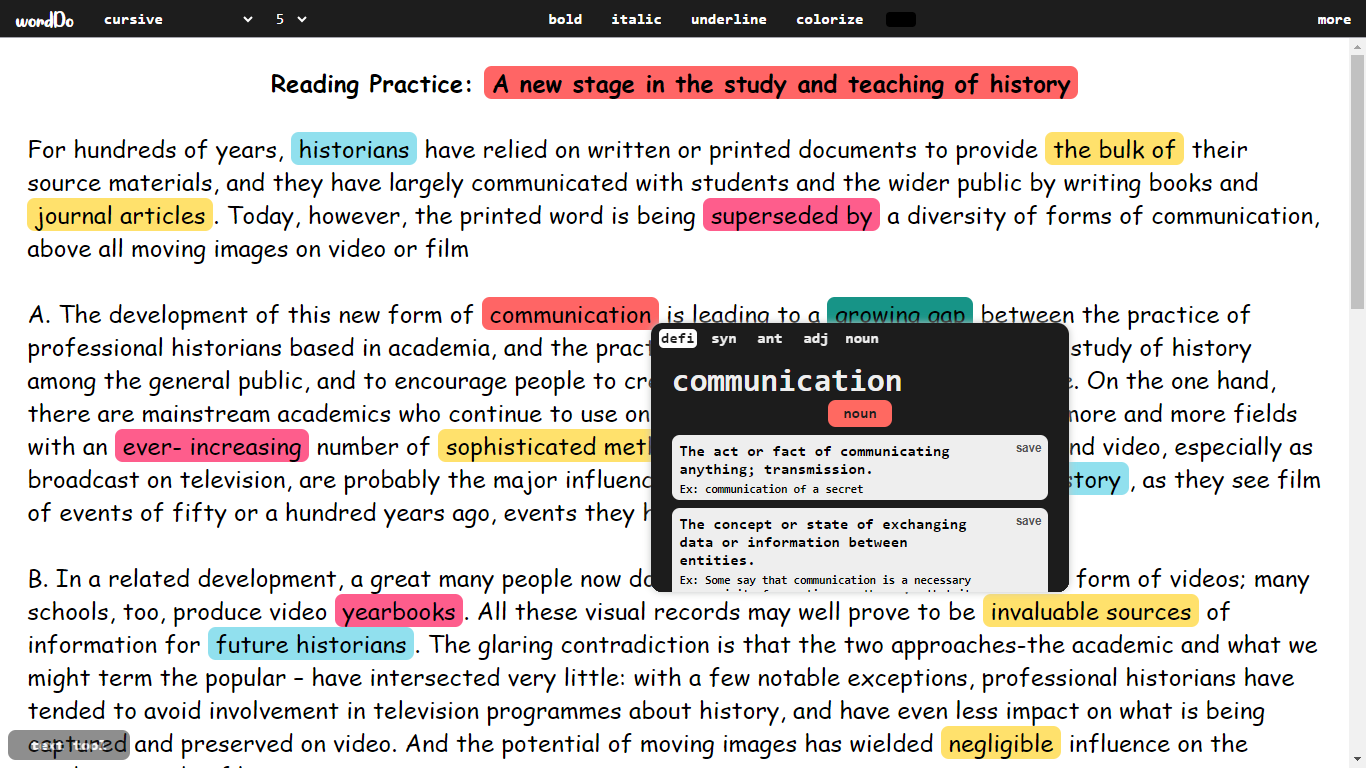 wordDo cursive 5 bold italic underline colorize more
Reading Practice: A new stage in the study and teaching of history
For hundreds of years, historians have relied on written or printed documents to provide the bulk of their
source materials, and they have largely communicated with students and the wider public by writing books and
journal articles. Today, however, the printed word is being superseded by a diversity of forms of communication,
above all moving images on video or film
A. The development of this new form of communication is leading to a growing gap between the practice of
professional historians based in academia, and the study of history
among the general public, and to encourage people to . On the one hand,
there are mainstream academics who continue to use more and more fields
with an ever- increasing number of sophisticated and video, especially as
broadcast on television, are probably the major , as they see film
of events of fifty or a hundred years ago, events they
defi syn ant adj noun
communication
noun
The act or fact of communicating save
anything; transmission.
Ex: communication of a secret
The concept or state of exchanging save
data or information between
entities.
Ex: Some say that communication is a necessary
B. In a related development, a great many people now form of videos; many
schools, too, produce video yearbooks. All these visual records may well prove to be invaluable sources of
information for future historians. The glaring contradiction is that the two approaches-the academic and what we
might term the popular – have intersected very little: with a few notable exceptions, professional historians have
tended to avoid involvement in television programmes about history, and have even less impact on what is being
captured and preserved on video. And the potential of moving images has wielded negligible influence on the
text tool